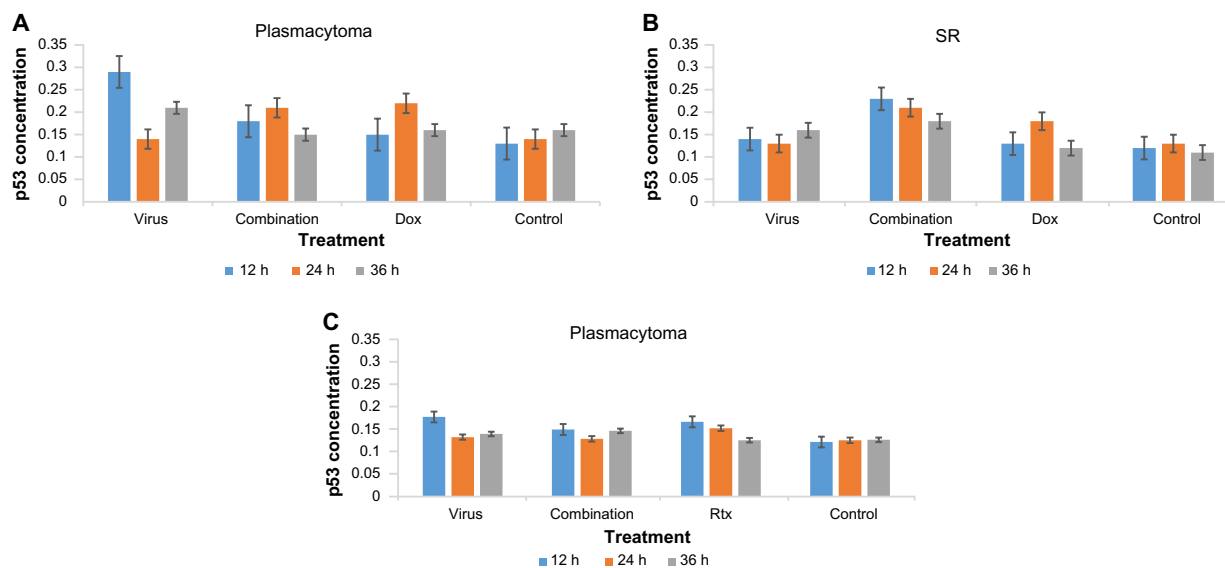 A
Plasmacytoma
p53 concentration
0.35
0.3
0.25
0.2
0.15
0.1
0.05
0
Virus Combination Dox Control
Treatment
12 h 24 h 36 h
B
SR
p53 concentration
0.35
0.3
0.25
0.2
0.15
0.1
0.05
0
Virus Combination Dox Control
Treatment
12 h 24 h 36 h
C
Plasmacytoma
p53 concentration
0.35
0.3
0.25
0.2
0.15
0.1
0.05
0
Virus Combination Rtx Control
Treatment
12 h 24 h 36 h